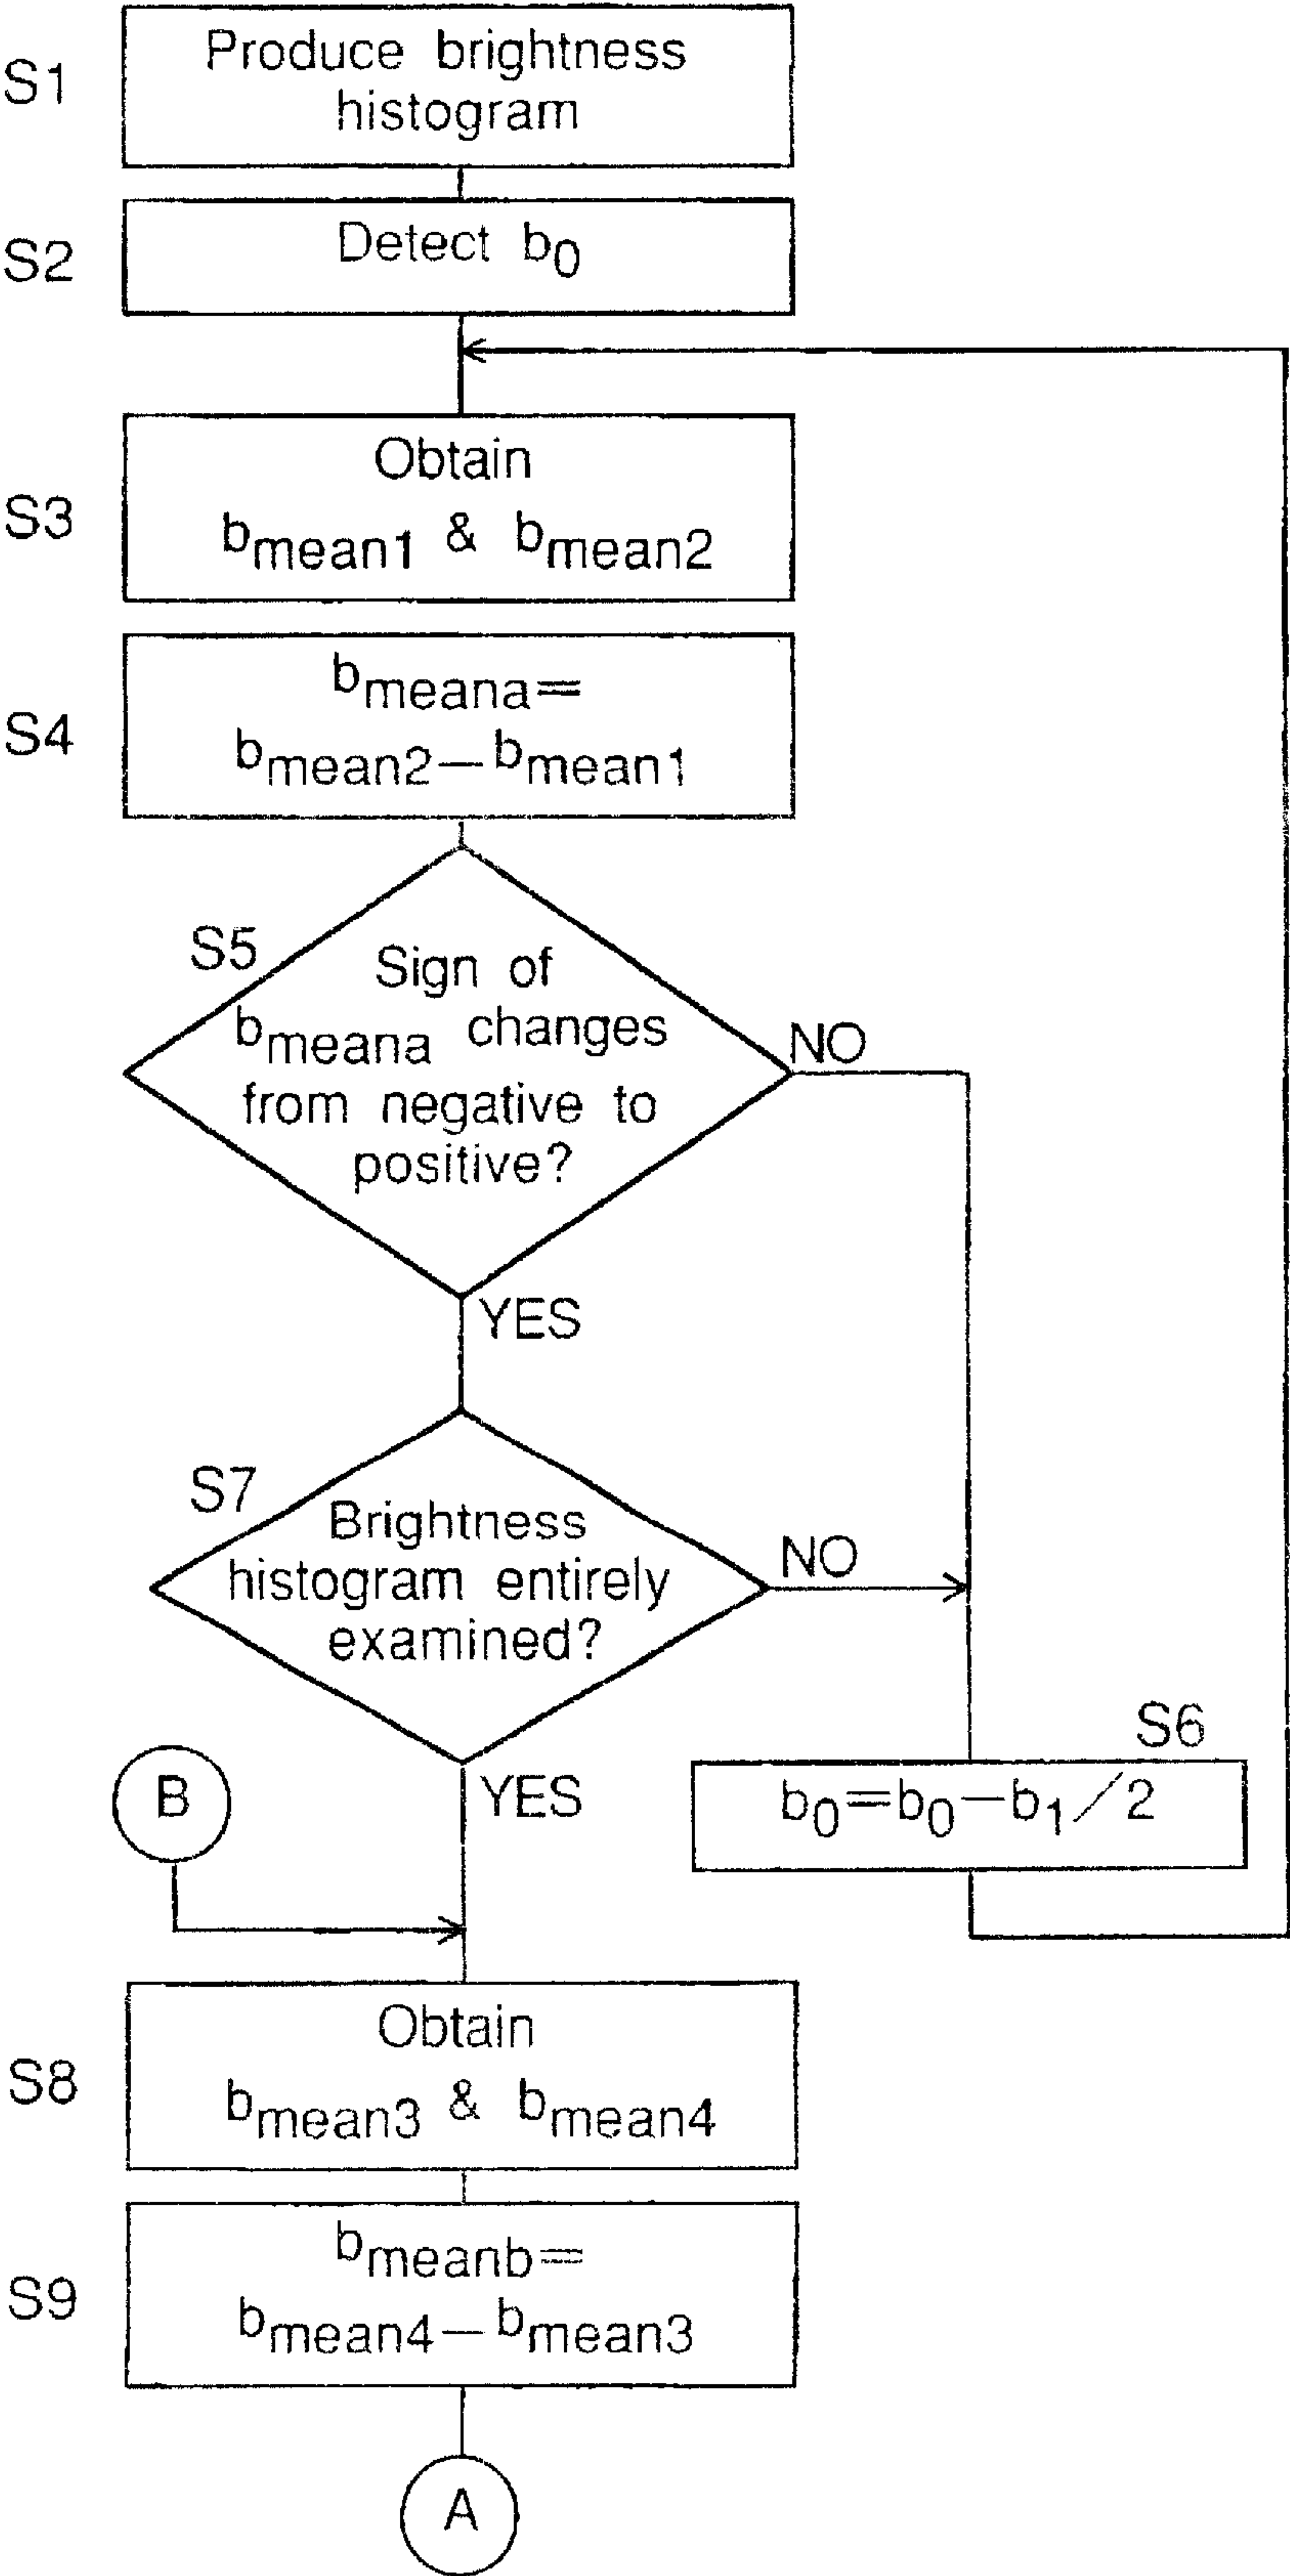 S1
Produce brightness
histogram
S2
Detect b0
S3
Obtain
bmean1 & bmean2
S4
bmeana=
bmean2−bmean1
S5
Sign of
bmeana changes
from negative to
positive?
NO
YES
S7
Brightness
histogram entirely
examined?
NO
YES
S6
b0=b0−b1/2
B
S8
Obtain
bmean3 & bmean4
S9
bmeanb=
bmean4−bmean3
A